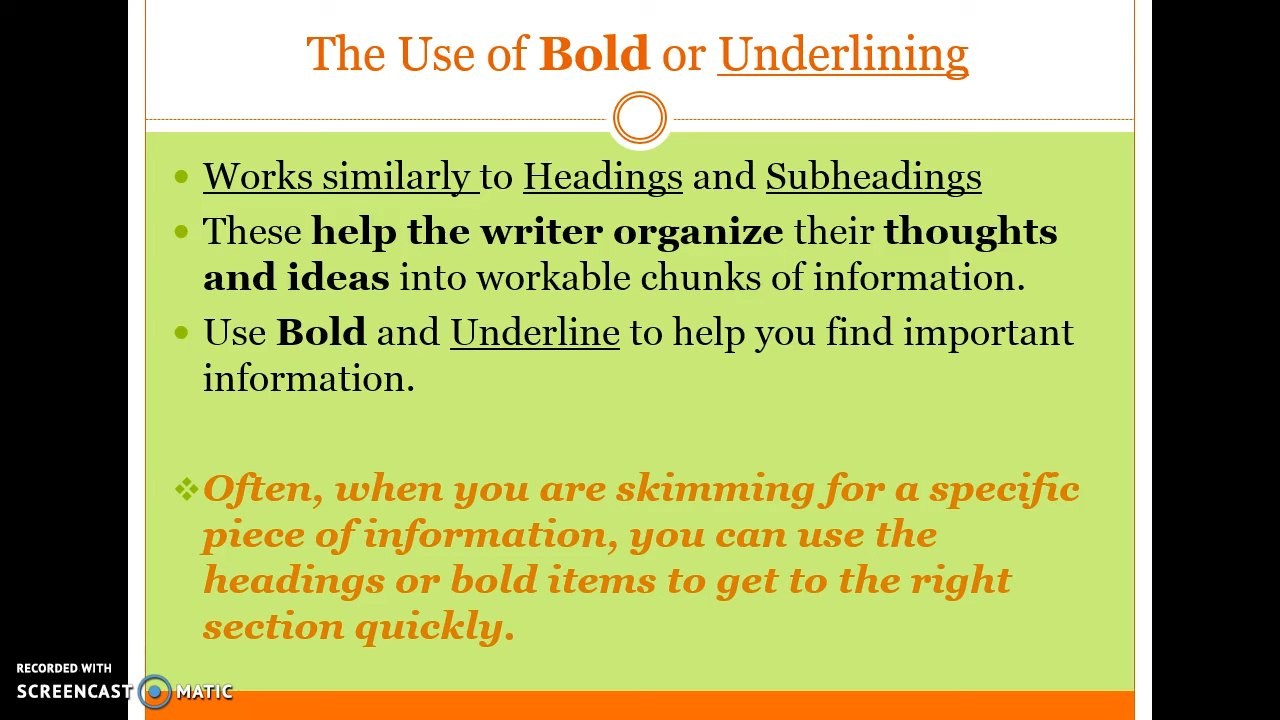 The Use of Bold or Underlining
Works similarly to Headings and Subheadings
These help the writer organize their thoughts
and ideas into workable chunks of information.
Use Bold and Underline to help you find important
information.
Often, when you are skimming for a specific
piece of information, you can use the
headings or bold items to get to the right
section quickly.
RECORDED WITH
SCREENCAST MATIC